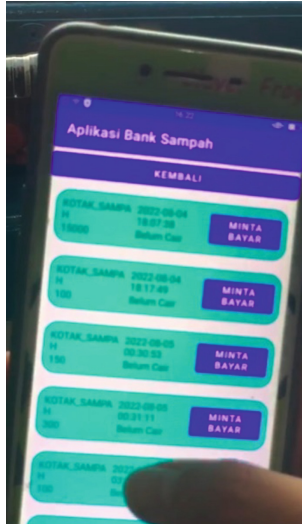 Aplikasi Bank Sampah
KEMBALI
KOTAK_SAMPA 2022-08-04
H 18:07:38
15000 Belum Cair
MINTA
BAYAR
KOTAK_SAMPA 2022-08-04
H 18:17:49
100 Belum Cair
MINTA
BAYAR
KOTAK_SAMPA 2022-08-05
H 00:30:53
150 Belum Cair
MINTA
BAYAR
KOTAK_SAMPA 2022-08-05
H 00:31:11
200 Belum Cair
MINTA
BAYAR
KOTAK_SAMPA
H
100